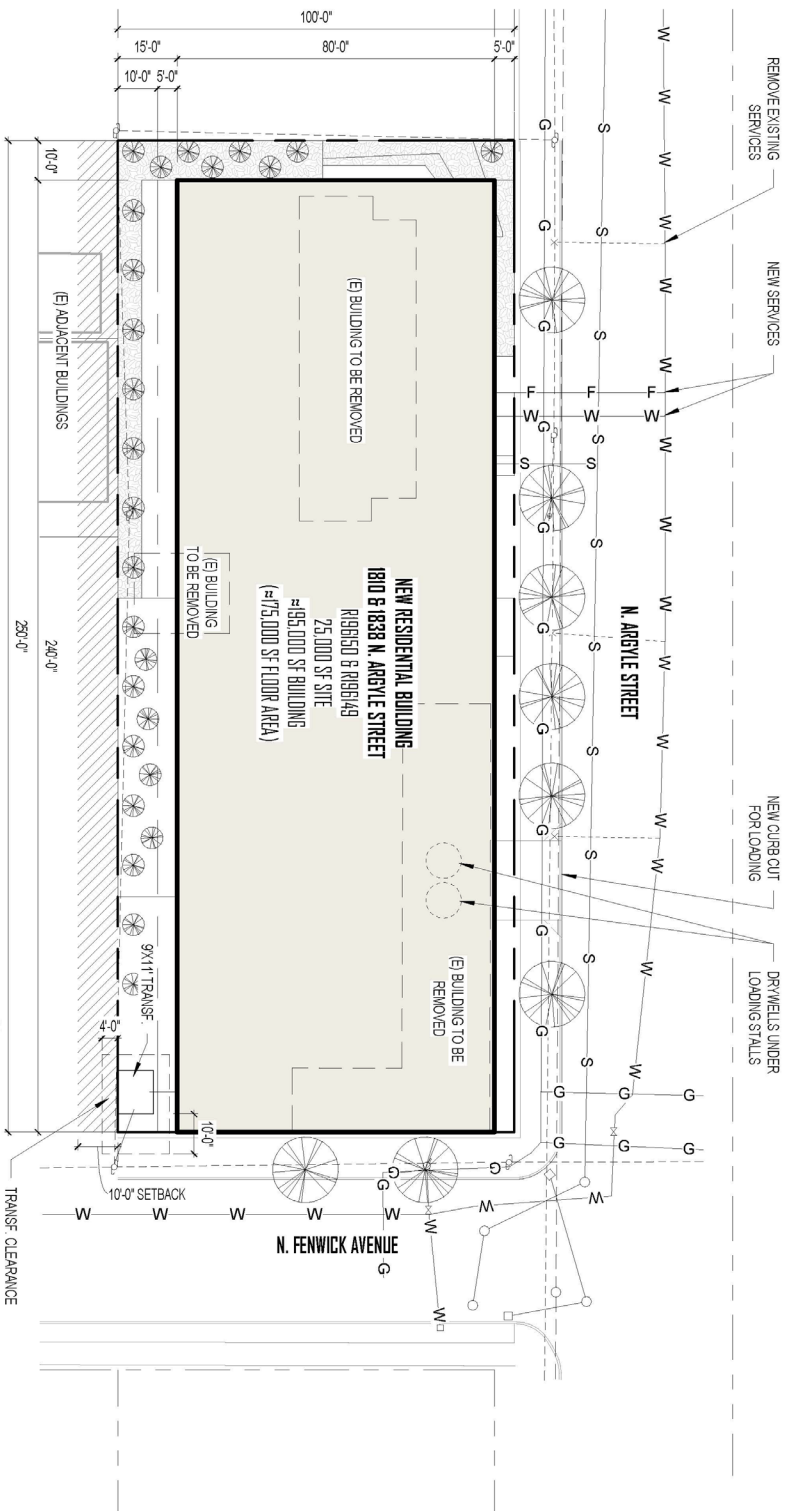 REMOVE EXISTING
SERVICES
NEW SERVICES
NEW CURB CUT
FOR LOADING
DRYWELLS UNDER
LOADING STALLS
N. ARGYLE STREET
W W W W W W W W W W W W
S S S S S S S
G G G G G G G G G
F F F
W W W
S S
G G G
G G G
100'-0"
15'-0"
80'-0"
5'-0"
10'-0"
5'-0"
(E) BUILDING TO BE REMOVED
NEW RESIDENTIAL BUILDING
1810 & 1838 N. ARGYLE STREET
R196150 & R196149
25,000 SF SITE
≈195,000 SF BUILDING
(≈175,000 SF FLOOR AREA)
(E) BUILDING TO BE
REMOVED
(E) BUILDING
TO BE REMOVED
(E) ADJACENT BUILDINGS
9'X11' TRANSF.
4'-0"
10'-0"
10'-0" SETBACK
TRANSF. CLEARANCE
N. FENWICK AVENUE
W W W W W W W W W
G G G G
10'-0"
240'-0"
250'-0"